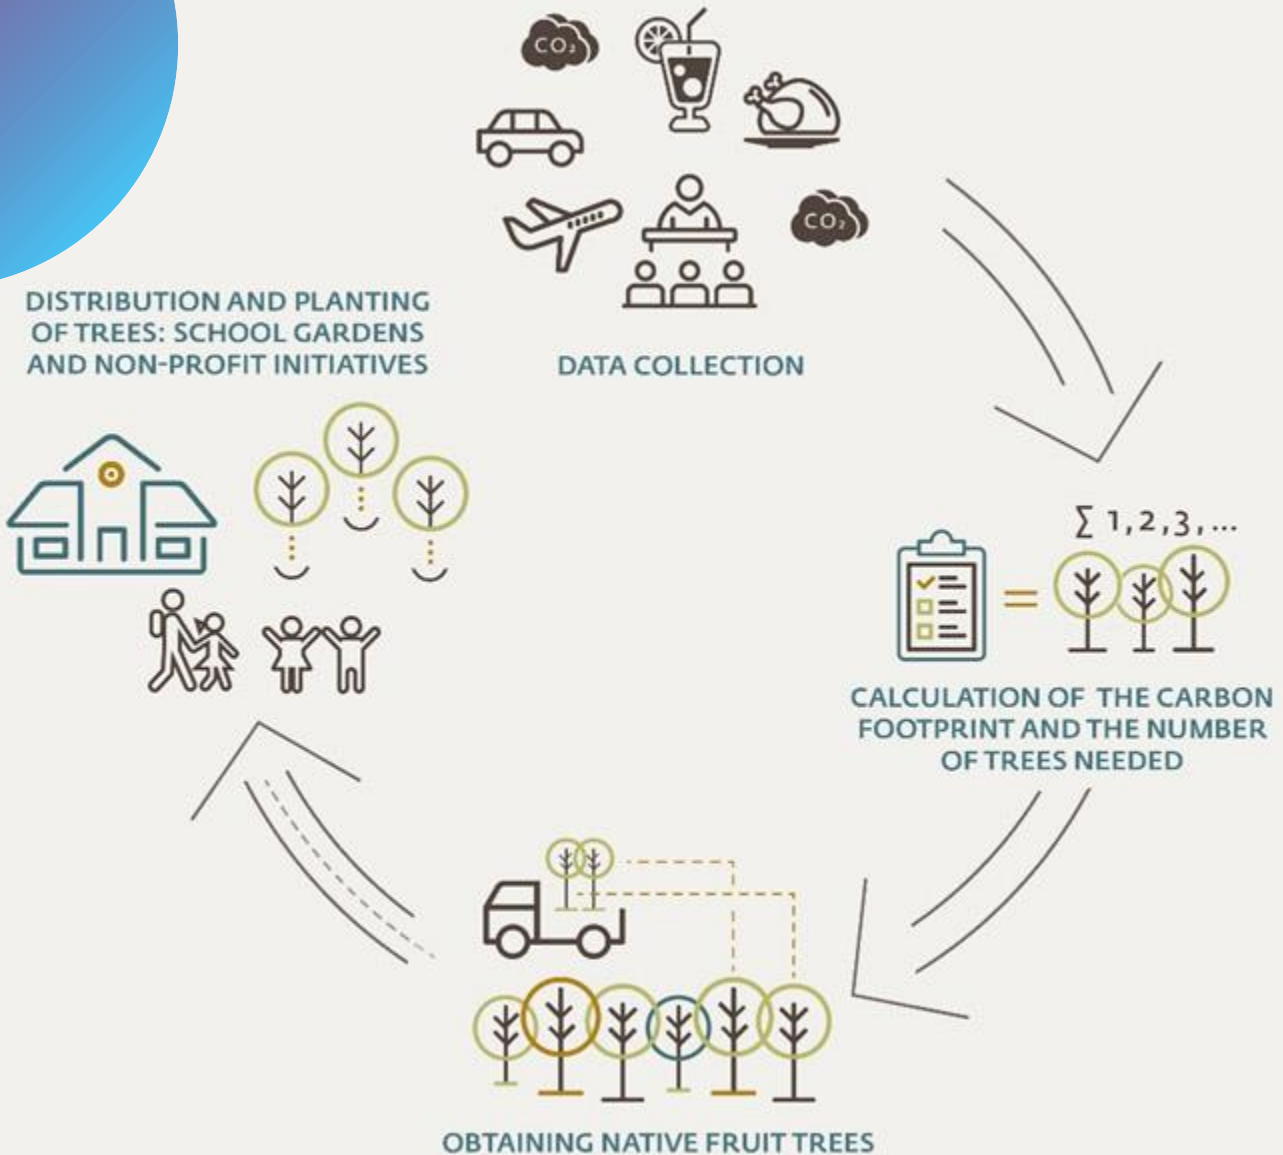 CO₂
CO₂
DATA COLLECTION
∑ 1,2,3,...
CALCULATION OF THE CARBON
FOOTPRINT AND THE NUMBER
OF TREES NEEDED
OBTAINING NATIVE FRUIT TREES
DISTRIBUTION AND PLANTING
OF TREES: SCHOOL GARDENS
AND NON-PROFIT INITIATIVES